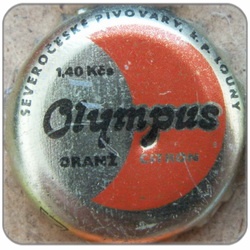 SEVEROČESKÉ PIVOVARY, k. p. LOUNY
1,40 Kčs
Olympus
ORANŽ